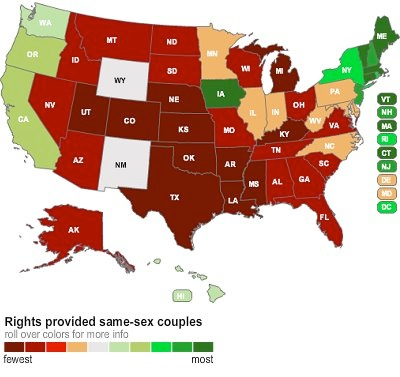 WA
MT
ND
MN
ME
OR
ID
SD
WI
MI
NY
WY
IA
NE
PA
NV
UT
CO
IL
IN
OH
CA
KS
MO
WV
VA
KY
AZ
NM
OK
AR
TN
NC
SC
TX
LA
MS
AL
GA
FL
AK
HI
VT
NH
MA
RI
CT
NJ
DE
MD
DC
Rights provided same-sex couples
roll over colors for more info
fewest most